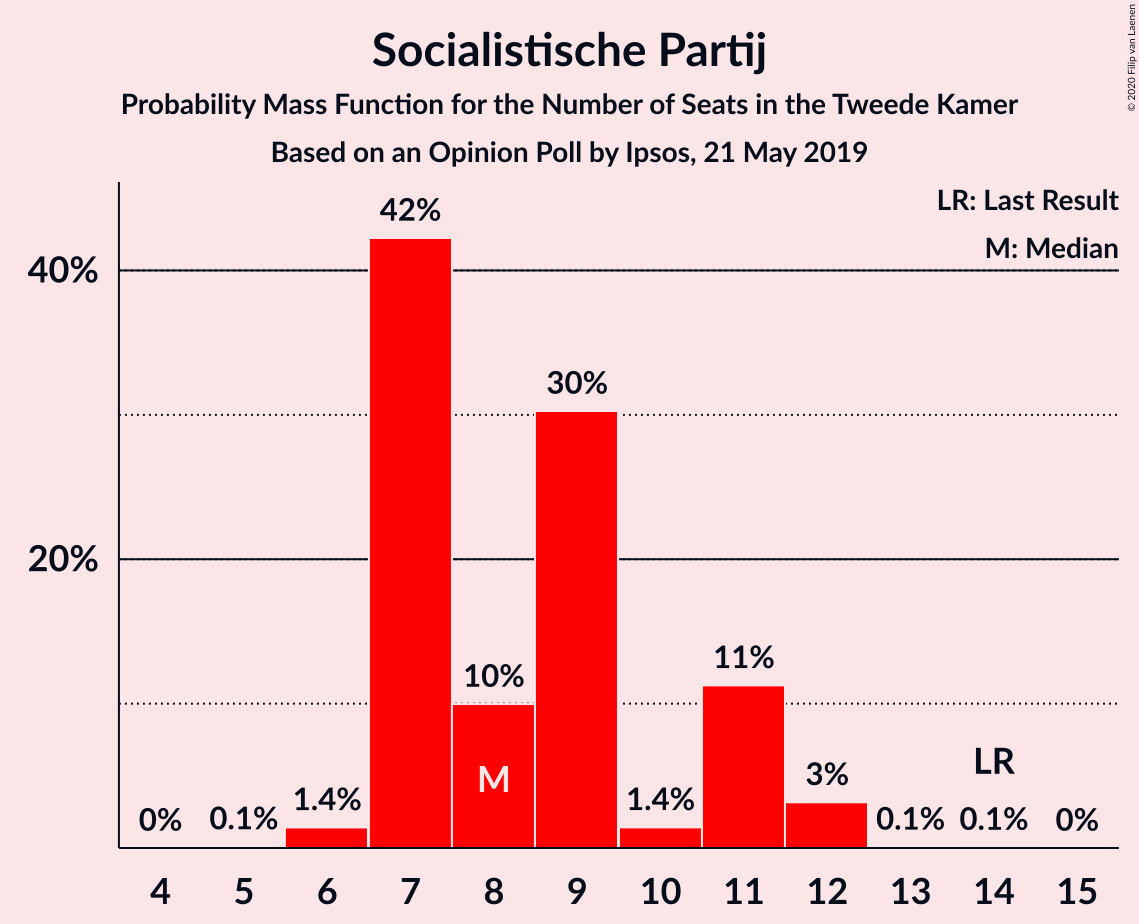 Socialistische Partij
Probability Mass Function for the Number of Seats in the Tweede Kamer
Based on an Opinion Poll by Ipsos, 21 May 2019
© 2020 Filip van Laenen
LR: Last Result
M: Median
40%
20%
0%
0.1%
1.4%
42%
10%
30%
1.4%
11%
3%
0.1%
0.1%
0%
M
LR
4 5 6 7 8 9 10 11 12 13 14 15